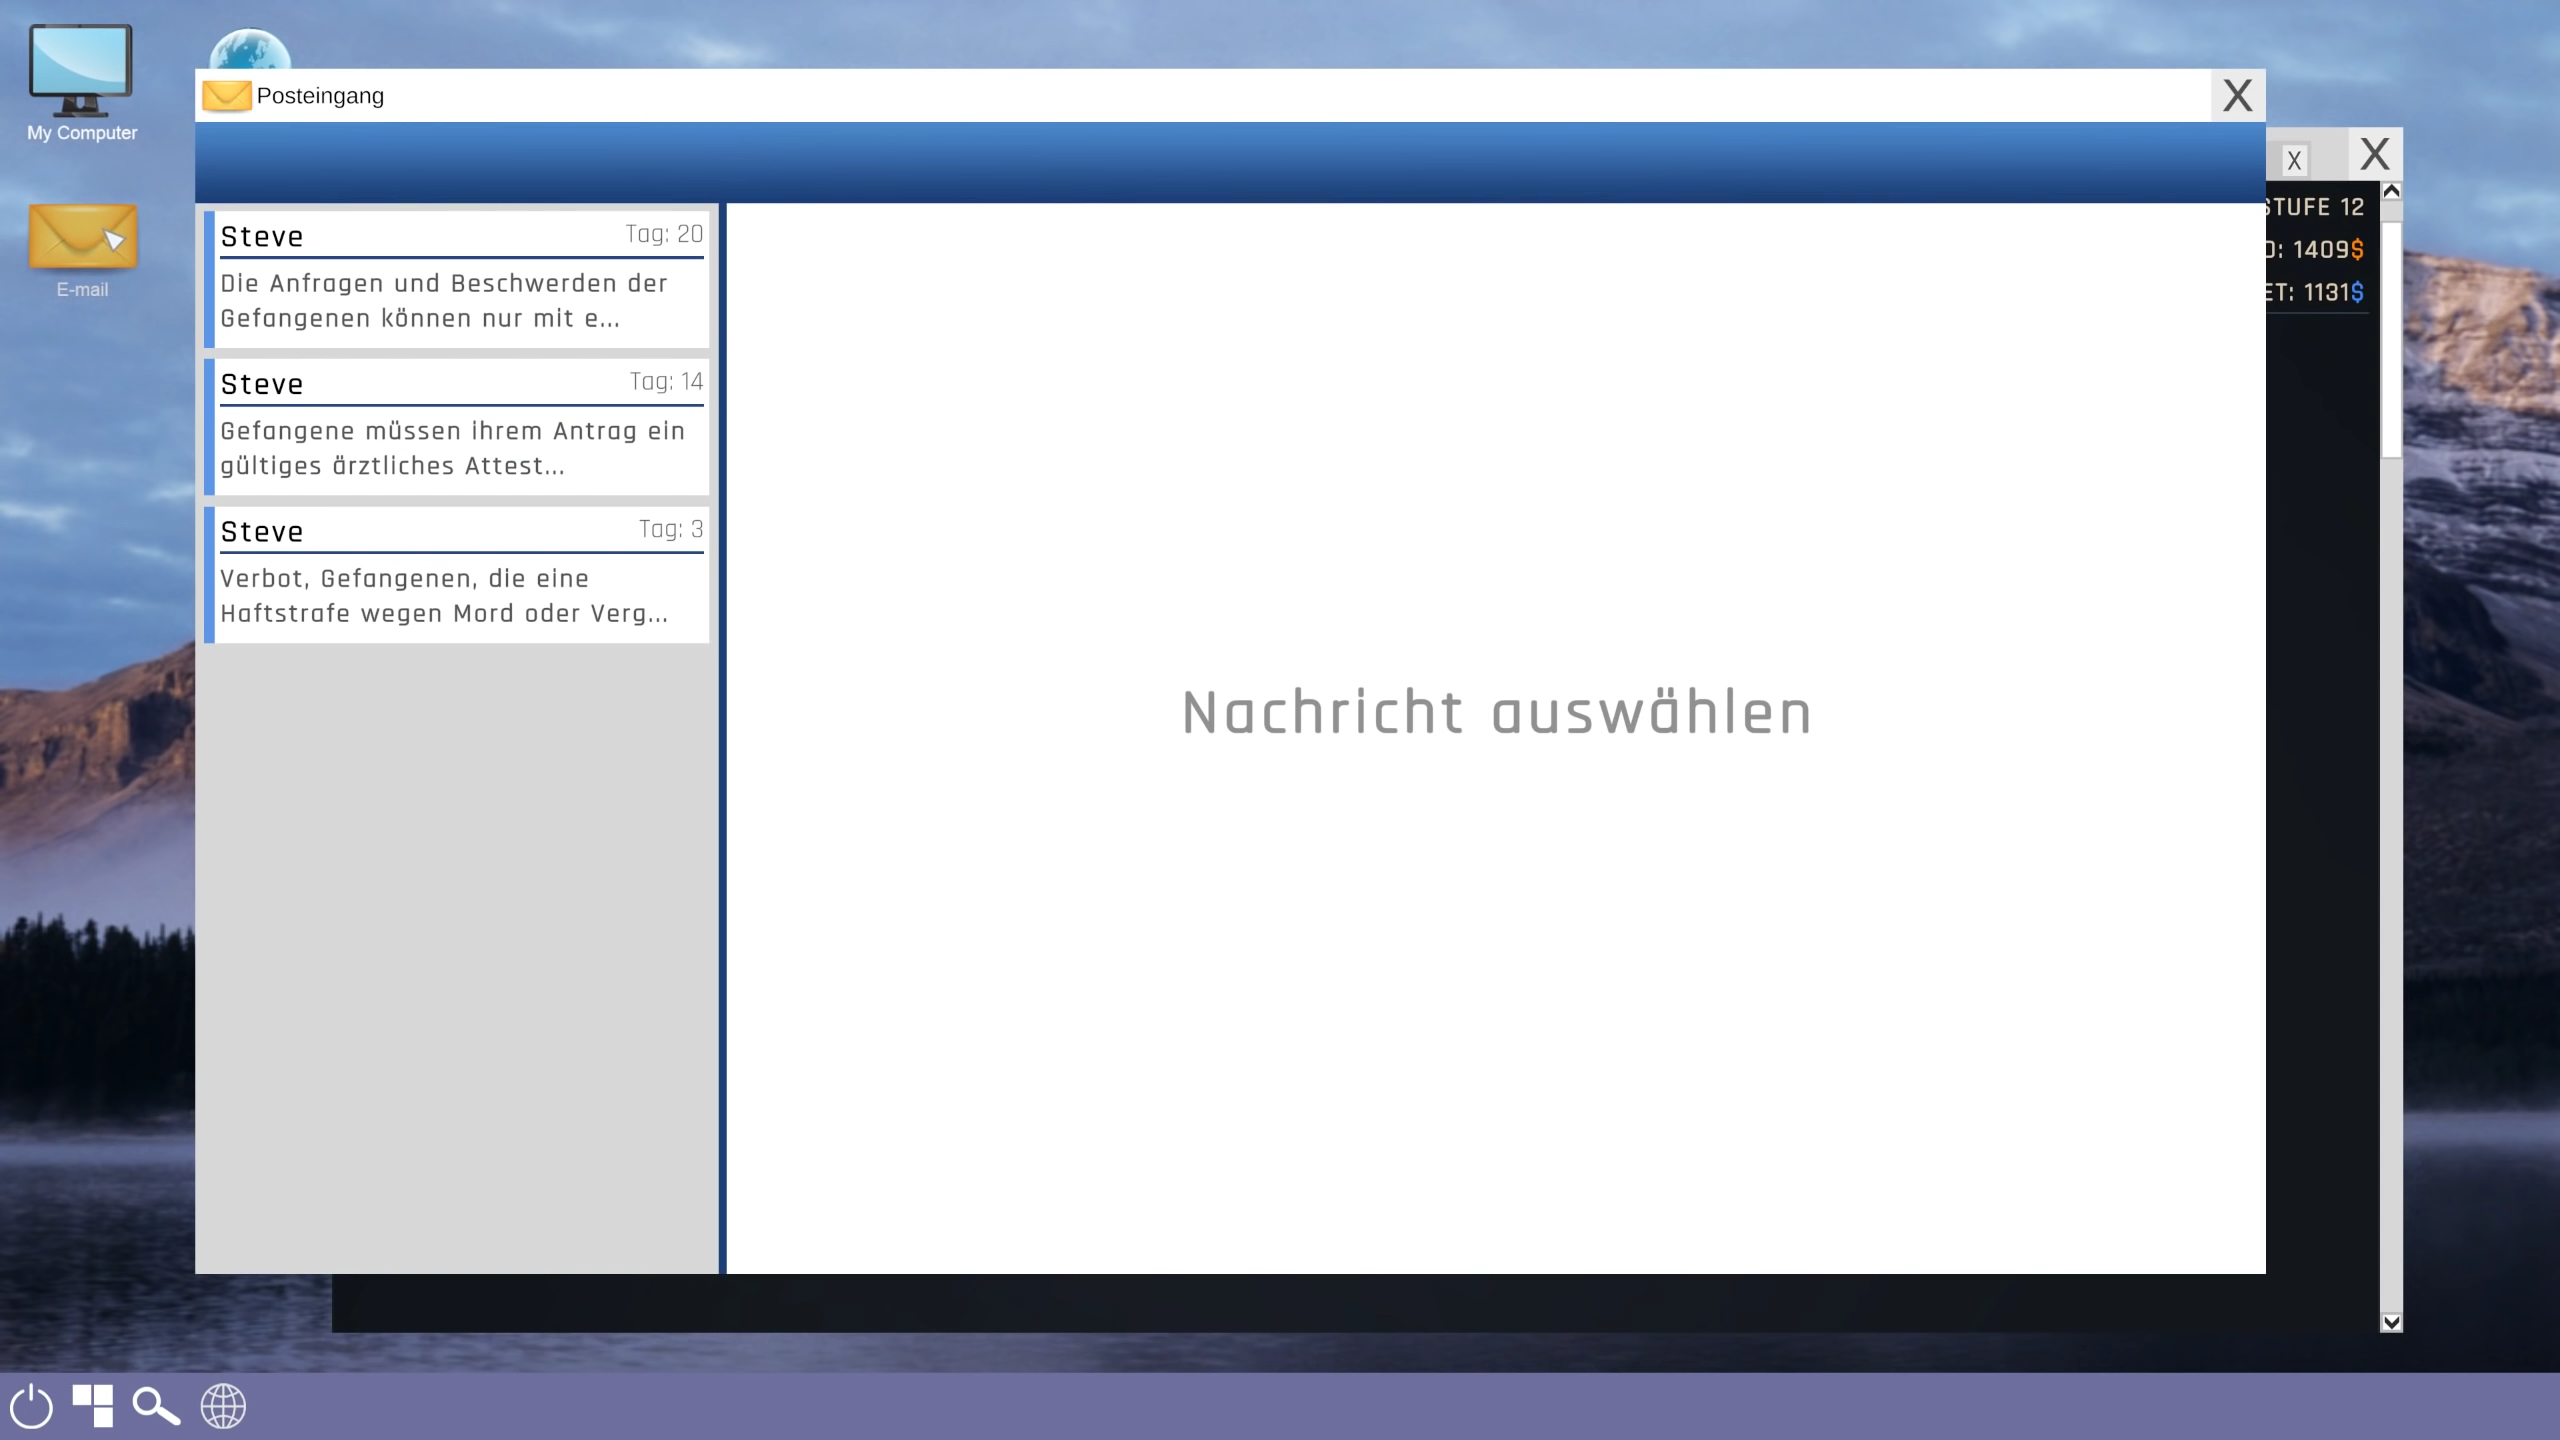 My Computer
E-mail
Posteingang
X
X
X
STUFE 12
1409$
1131$
Steve
Tag: 20
Die Anfragen und Beschwerden der
Gefangenen können nur mit e...
Steve
Tag: 14
Gefangene müssen ihrem Antrag ein
gültiges ärztliches Attest...
Steve
Tag: 3
Verbot, Gefangenen, die eine
Haftstrafe wegen Mord oder Verg...
Nachricht auswählen